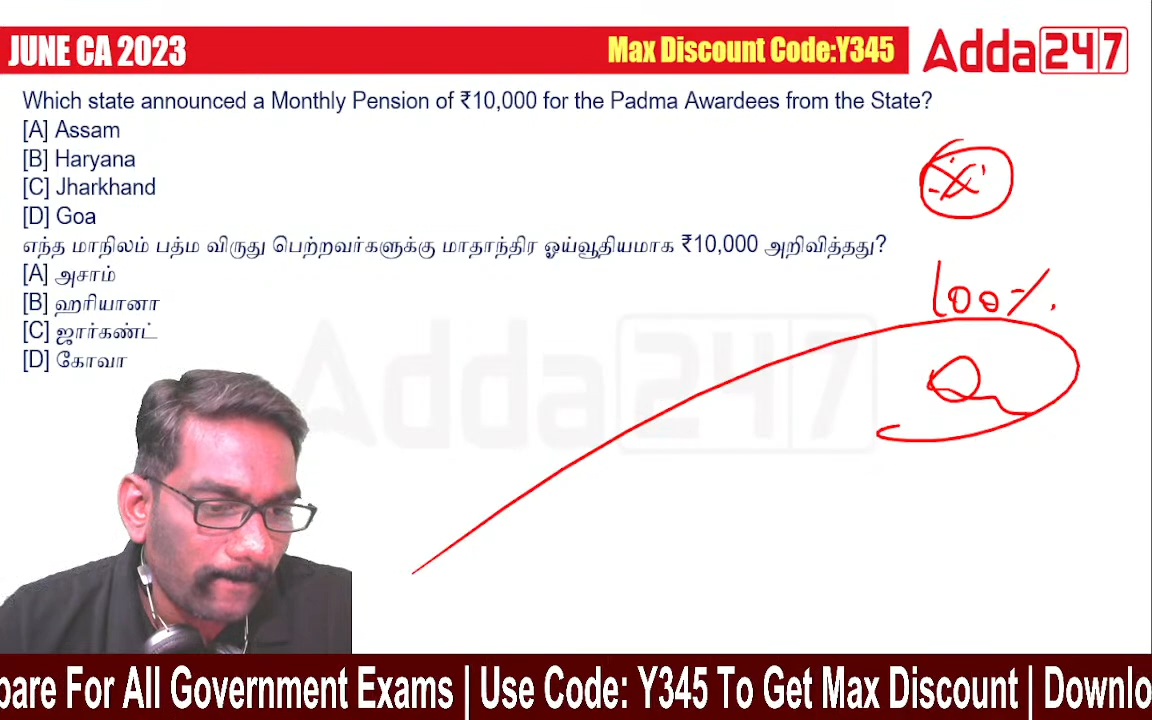 JUNE CA 2023
Max Discount Code:Y345
Adda247
Which state announced a Monthly Pension of ₹10,000 for the Padma Awardees from the State?
[A] Assam
[B] Haryana
[C] Jharkhand
[D] Goa
எந்த மாநிலம் பத்ம விருது பெற்றவர்களுக்கு மாதாந்திர ஓய்வூதியமாக ₹10,000 அறிவித்தது?
[A] அசாம்
[B] ஹரியானா
[C] ஜார்கண்ட்
[D] கோவா
100%
Adda247
pare For All Government Exams | Use Code: Y345 To Get Max Discount | Downlo